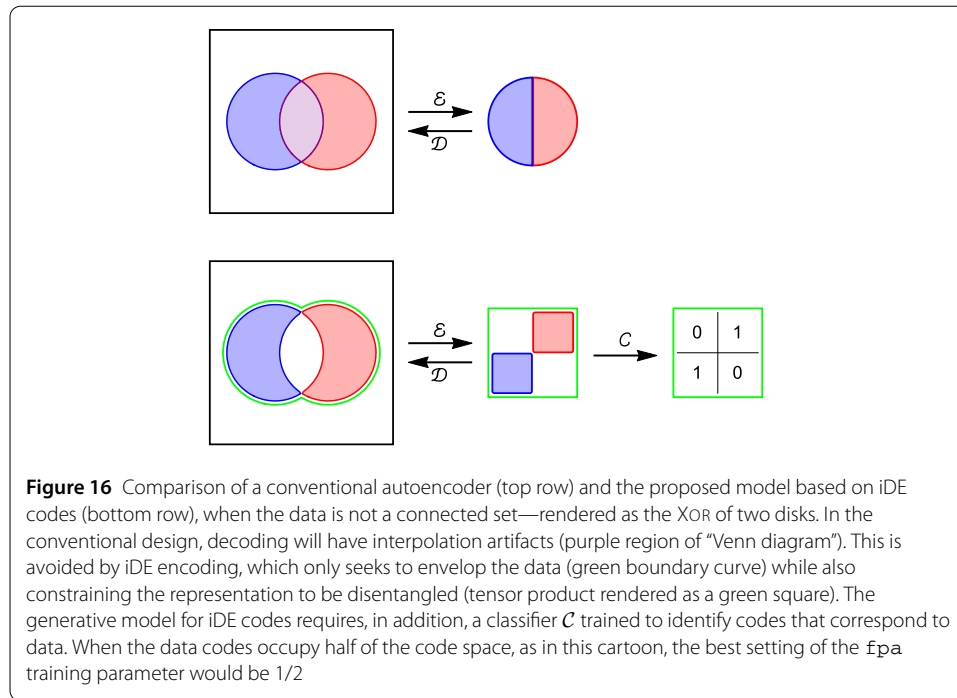 ℰ
𝒟
ℰ
𝒟
𝒞
0 1
1 0
Figure 16 Comparison of a conventional autoencoder (top row) and the proposed model based on iDE
codes (bottom row), when the data is not a connected set—rendered as the XOR of two disks. In the
conventional design, decoding will have interpolation artifacts (purple region of “Venn diagram”). This is
avoided by iDE encoding, which only seeks to envelop the data (green boundary curve) while also
constraining the representation to be disentangled (tensor product rendered as a green square). The
generative model for iDE codes requires, in addition, a classifier 𝓒 trained to identify codes that correspond to
data. When the data codes occupy half of the code space, as in this cartoon, the best setting of the fpa
training parameter would be 1/2